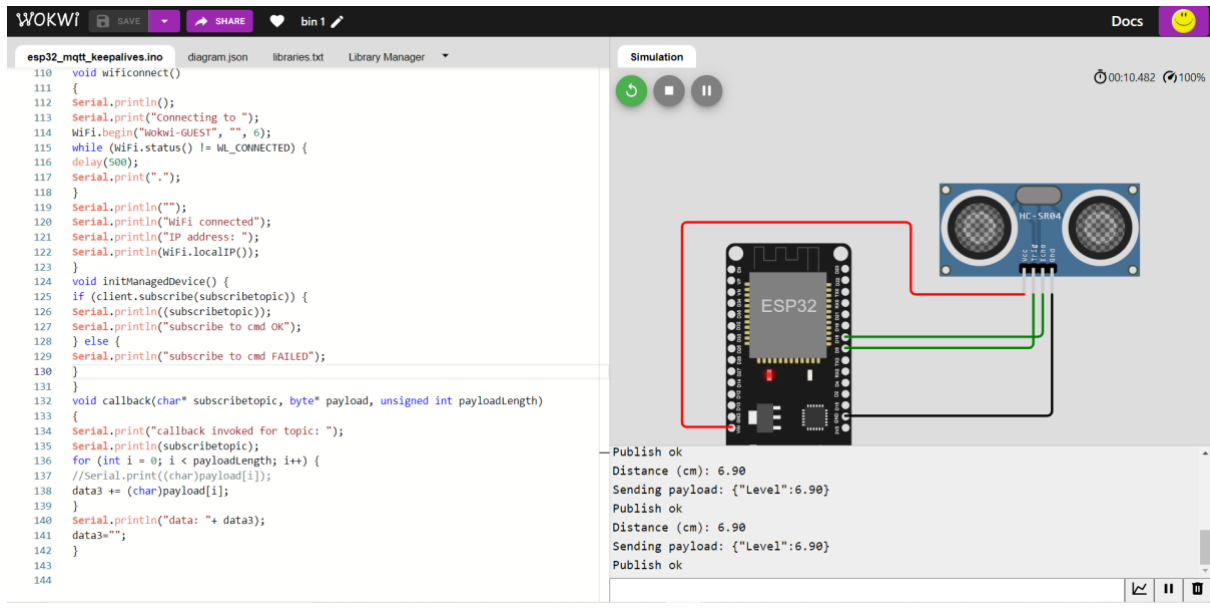 WOKWi SAVE SHARE bin 1 Docs
esp32_mqtt_keepalives.ino diagram.json libraries.txt Library Manager
110 void wificonnect()
111 {
112 Serial.println();
113 Serial.print("Connecting to ");
114 WiFi.begin("Wokwi-GUEST", "", 6);
115 while (WiFi.status() != WL_CONNECTED) {
116 delay(500);
117 Serial.print(".");
118 }
119 Serial.println("");
120 Serial.println("WiFi connected");
121 Serial.println("IP address: ");
122 Serial.println(WiFi.localIP());
123 }
124 void initManagedDevice() {
125 if (client.subscribe(subscribetopic)) {
126 Serial.println((subscribetopic));
127 Serial.println("subscribe to cmd OK");
128 } else {
129 Serial.println("subscribe to cmd FAILED");
130 }
131 }
132 void callback(char* subscribetopic, byte* payload, unsigned int payloadLength)
133 {
134 Serial.print("callback invoked for topic: ");
135 Serial.println(subscribetopic);
136 for (int i = 0; i < payloadLength; i++) {
137 //Serial.print((char)payload[i]);
138 data3 += (char)payload[i];
139 }
140 Serial.println("data: "+ data3);
141 data3="";
142 }
143
144
Simulation
00:10.482 100%
HC-SR04
Vcc
Trig
Echo
Gnd
ESP32
Publish ok
Distance (cm): 6.90
Sending payload: {"Level":6.90}
Publish ok
Distance (cm): 6.90
Sending payload: {"Level":6.90}
Publish ok